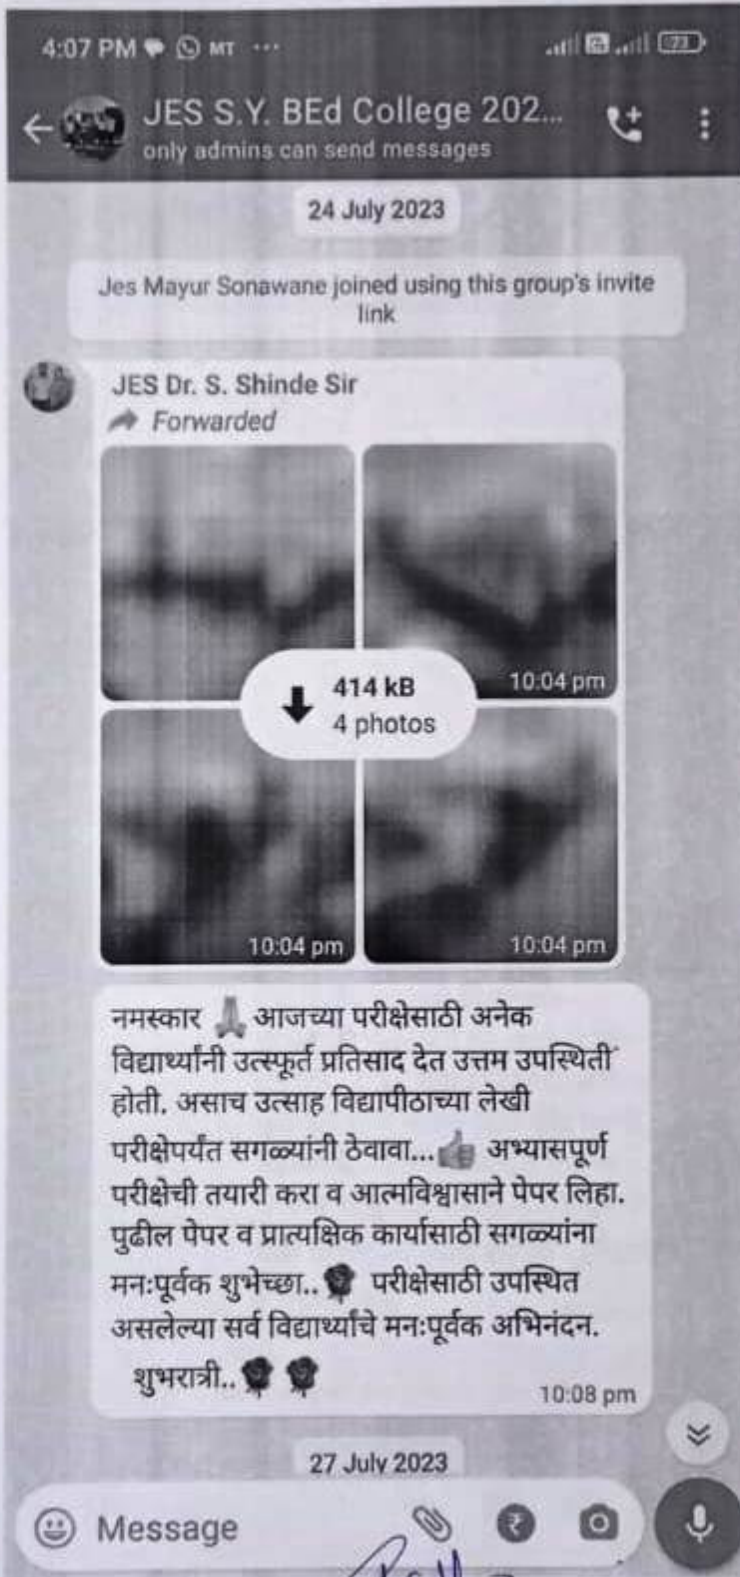 4:07 PM MT ...
73
JES S.Y. BEd College 202...
only admins can send messages
24 July 2023
Jes Mayur Sonawane joined using this group's invite
link
JES Dr. S. Shinde Sir
Forwarded
10:04 pm
414 kB
4 photos
10:04 pm
10:04 pm
नमस्कार 🙏 आजच्या परीक्षेसाठी अनेक
विद्यार्थ्यांनी उत्स्फूर्त प्रतिसाद देत उत्तम उपस्थिती
होती. असाच उत्साह विद्यापीठाच्या लेखी
परीक्षेपर्यंत सगळ्यांनी ठेवावा...👍 अभ्यासपूर्ण
परीक्षेची तयारी करा व आत्मविश्वासाने पेपर लिहा.
पुढील पेपर व प्रात्यक्षिक कार्यासाठी सगळ्यांना
मनःपूर्वक शुभेच्छा..🌹 परीक्षेसाठी उपस्थित
असलेल्या सर्व विद्यार्थ्यांचे मनःपूर्वक अभिनंदन.
शुभरात्री..🌹🌹
10:08 pm
27 July 2023
Message